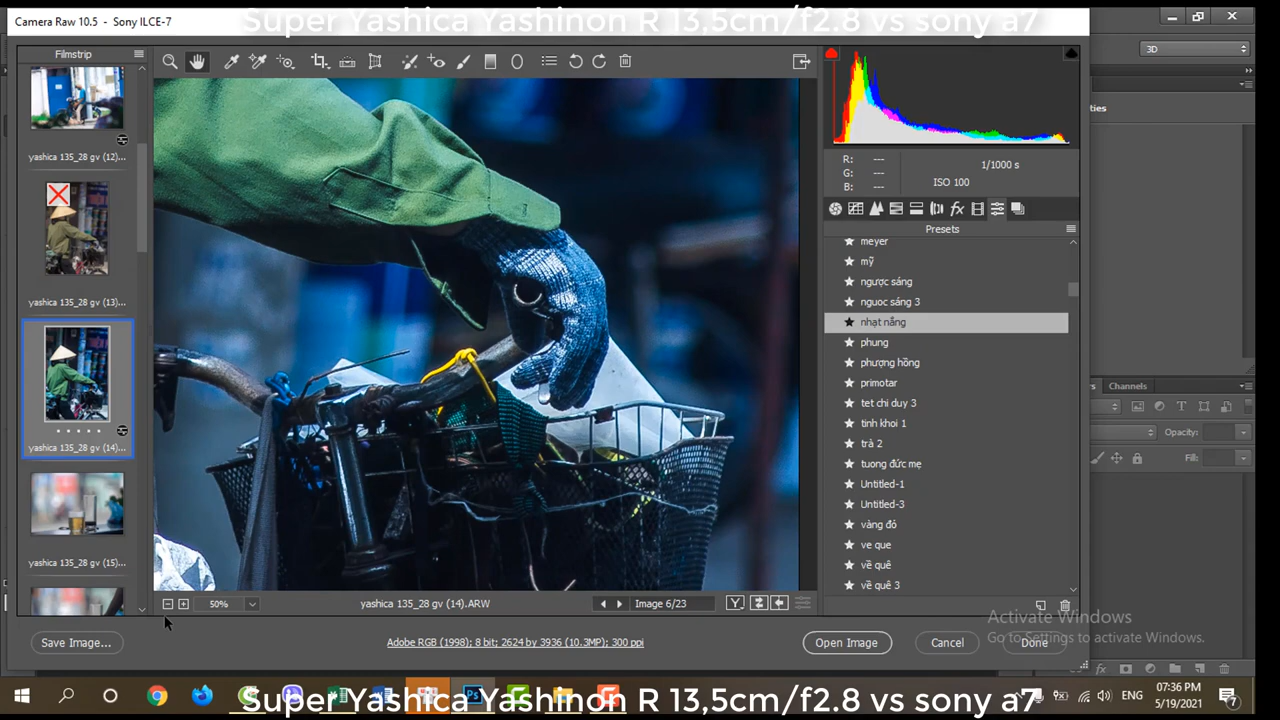 Super Yashica Yashinon R 13,5cm/f2.8 vs sony a7
Camera Raw 10.5 - Sony ILCE-7
3D
Filmstrip
yashica 135_28 gv (12)...
yashica 135_28 gv (13)...
yashica 135_28 gv (14)...
yashica 135_28 gv (15)...
R: ---
G: ---
B: ---
1/1000 s
ISO 100
fx
Presets
meyer
mỹ
ngược sáng
nguoc sáng 3
nhạt nắng
phung
phượng hồng
primotar
tet chi duy 3
tinh khoi 1
trà 2
tuong đức mẹ
Untitled-1
Untitled-3
vàng đỏ
ve que
về quê
về quê 3
ties
Channels
Opacity:
Fill:
50%
yashica 135_28 gv (14).ARW
Image 6/23
Y
Save Image...
Adobe RGB (1998); 8 bit; 2624 by 3936 (10.3MP); 300 ppi
Open Image
Cancel
Done
Activate Windows
Go to Settings to activate Windows.
fx
ENG
07:36 PM
5/19/2021
7
Ps
Super Yashica Yashinon R 13,5cm/f2.8 vs sony a7